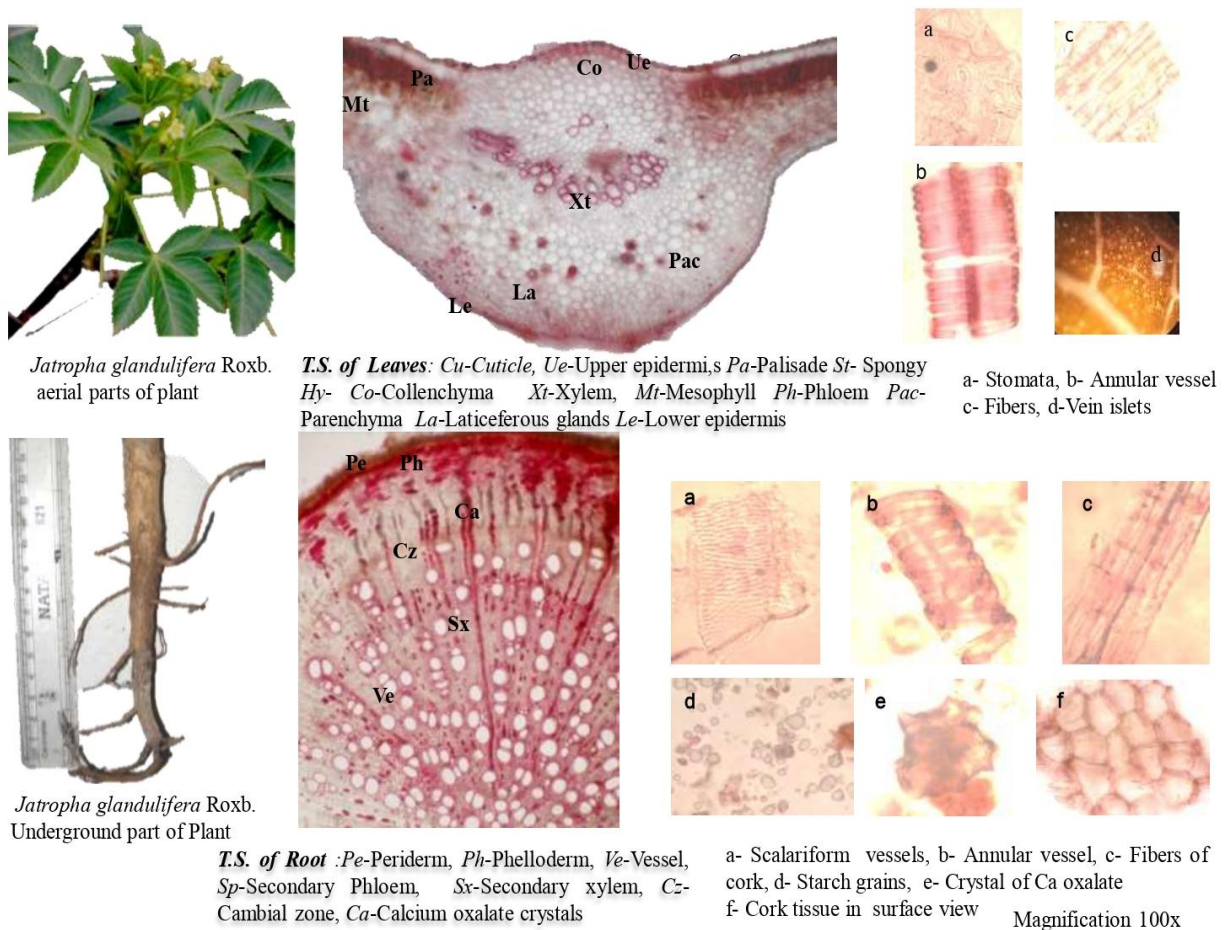 Pa
Co
Ue
Mt
Xt
Pac
La
Le
a
c
b
d
Jatropha glandulifera Roxb.
aerial parts of plant
T.S. of Leaves: Cu-Cuticle, Ue-Upper epidermi,s Pa-Palisade St- Spongy
Hy- Co-Collenchyma Xt-Xylem, Mt-Mesophyll Ph-Phloem Pac-
Parenchyma La-Laticeferous glands Le-Lower epidermis
a- Stomata, b- Annular vessel
c- Fibers, d-Vein islets
Pe
Ph
Ca
Cz
Sx
Ve
a
b
c
d
e
f
Jatropha glandulifera Roxb.
Underground part of Plant
T.S. of Root :Pe-Periderm, Ph-Phelloderm, Ve-Vessel,
Sp-Secondary Phloem, Sx-Secondary xylem, Cz-
Cambial zone, Ca-Calcium oxalate crystals
a- Scalariform vessels, b- Annular vessel, c- Fibers of
cork, d- Starch grains, e- Crystal of Ca oxalate
f- Cork tissue in surface view
Magnification 100x